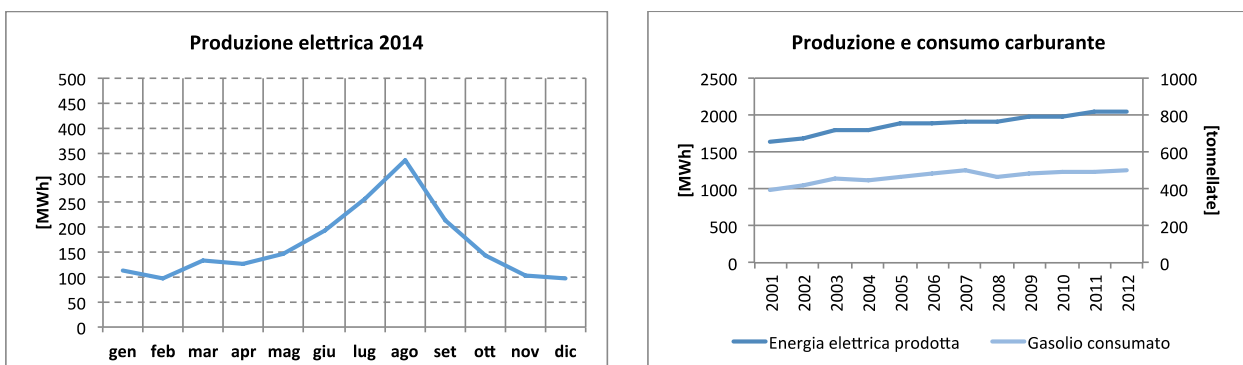 Produzione elettrica 2014
500
450
400
350
300
250
200
150
100
50
0
[MWh]
gen feb mar apr mag giu lug ago set ott nov dic
Produzione e consumo carburante
2500
2000
1500
1000
500
0
[MWh]
1000
800
600
400
200
0
[tonnellate]
2001 2002 2003 2004 2005 2006 2007 2008 2009 2010 2011 2012
Energia elettrica prodotta
Gasolio consumato